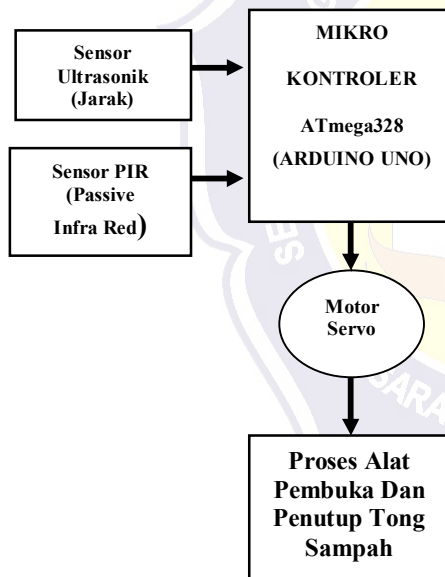 Sensor
Ultrasonik
(Jarak)
MIKRO
KONTROLER
ATmega328
(ARDUINO UNO)
Sensor PIR
(Passive
Infra Red)
Motor
Servo
Proses Alat
Pembuka Dan
Penutup Tong
Sampah